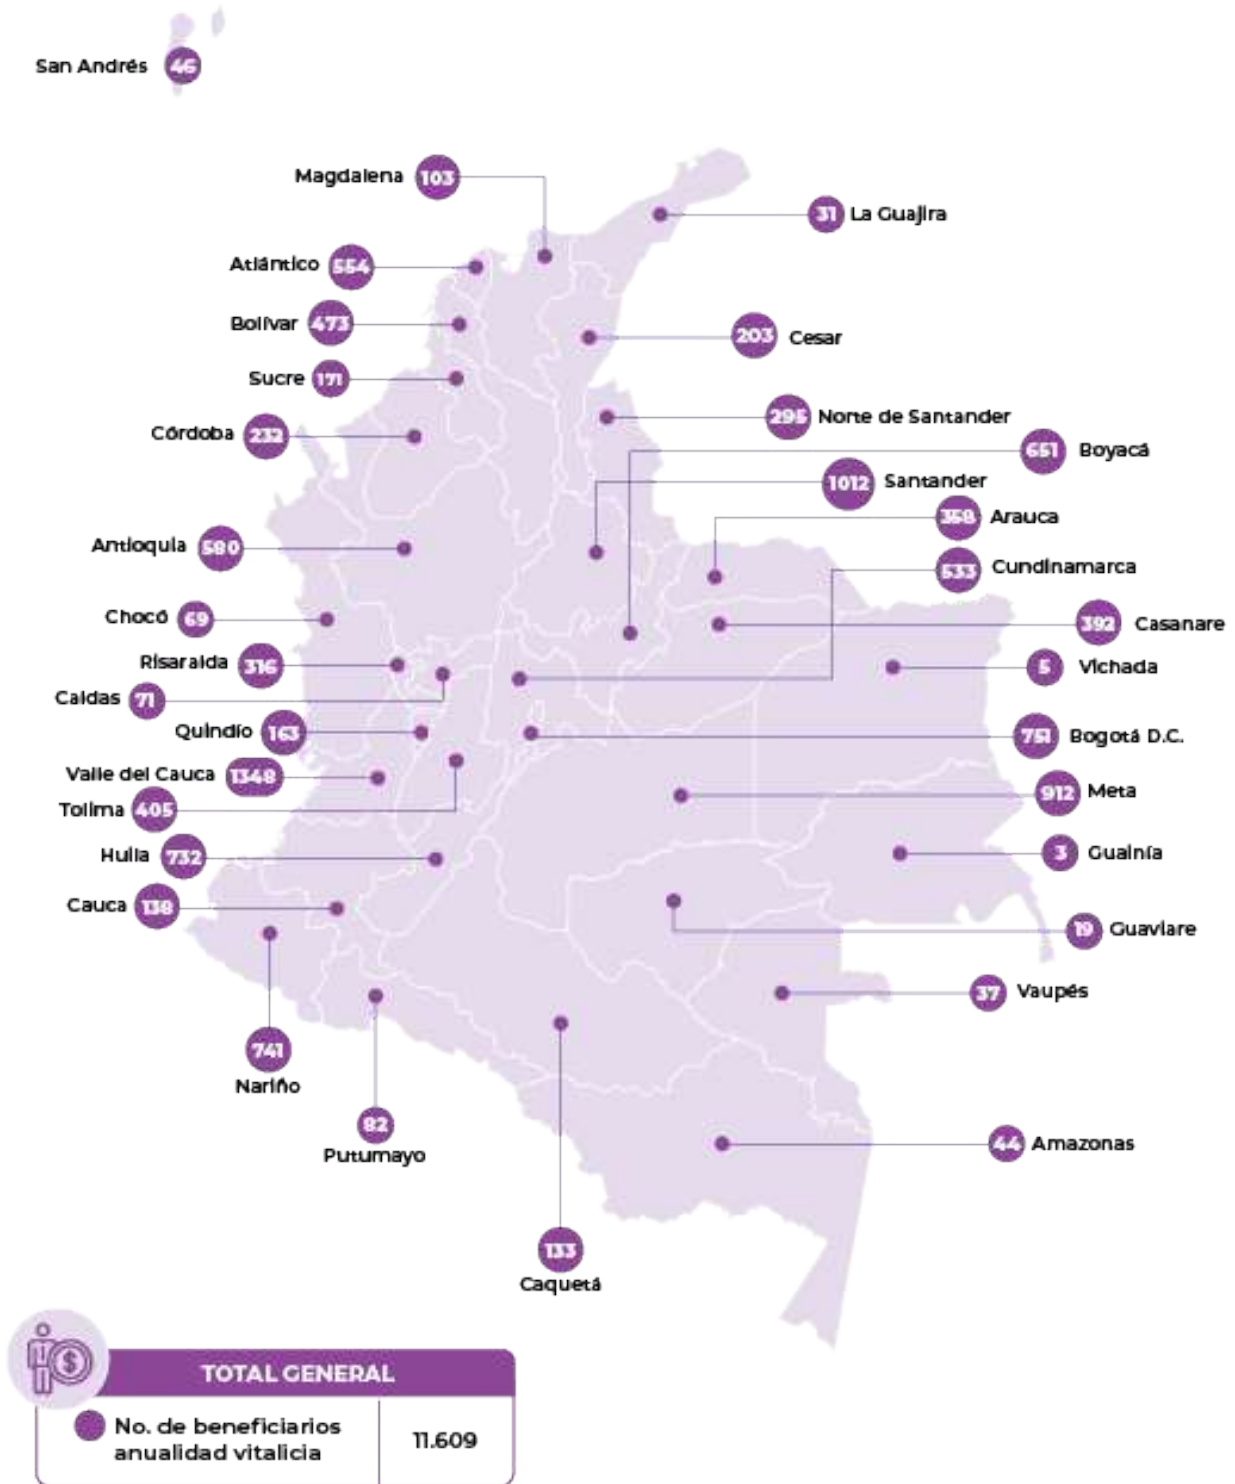 San Andrés 46
Magdalena 103
31 La Guajira
Atlántico 554
Bolívar 473
203 Cesar
Sucre 171
295 Norte de Santander
Córdoba 232
651 Boyacá
1012 Santander
358 Arauca
Antioquia 580
533 Cundinamarca
Chocó 69
392 Casanare
Risaralda 316
5 Vichada
Caldas 71
Quindío 163
751 Bogotá D.C.
Valle del Cauca 1348
912 Meta
Tolima 405
Huila 732
3 Guainía
Cauca 138
19 Guaviare
37 Vaupés
741
Nariño
82
Putumayo
44 Amazonas
133
Caquetá
TOTAL GENERAL
No. de beneficiarios
anualidad vitalicia
11.609